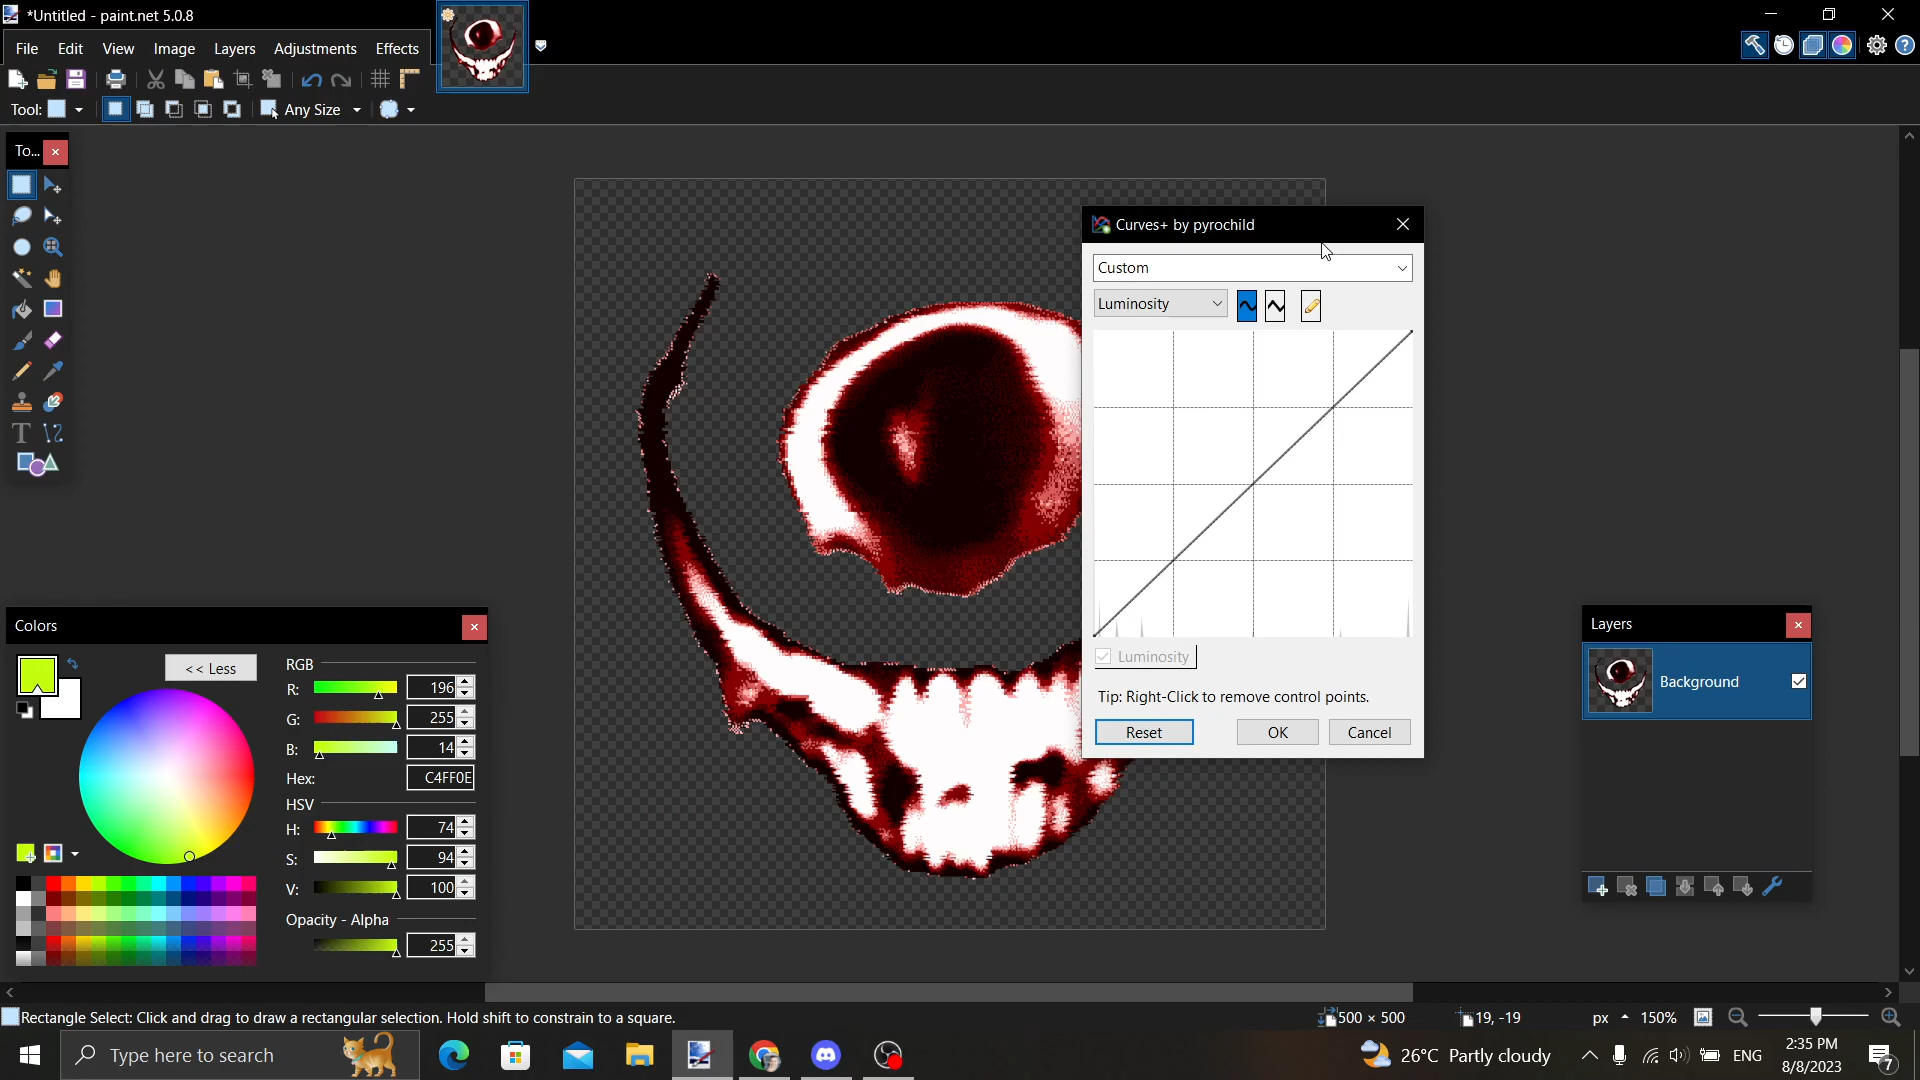 *Untitled - paint.net 5.0.8
File Edit View Image Layers Adjustments Effects
Tool: Any Size
To...
Curves+ by pyrochild
Custom
Luminosity
Luminosity
Tip: Right-Click to remove control points.
Reset OK Cancel
Colors
<< Less
RGB
R: 196
G: 255
B: 14
Hex: C4FF0E
HSV
H: 74
S: 94
V: 100
Opacity - Alpha
255
Layers
Background
Rectangle Select: Click and drag to draw a rectangular selection. Hold shift to constrain to a square.
500 × 500 19, -19 px 150%
Type here to search
26°C Partly cloudy ENG 2:35 PM
8/8/2023
7